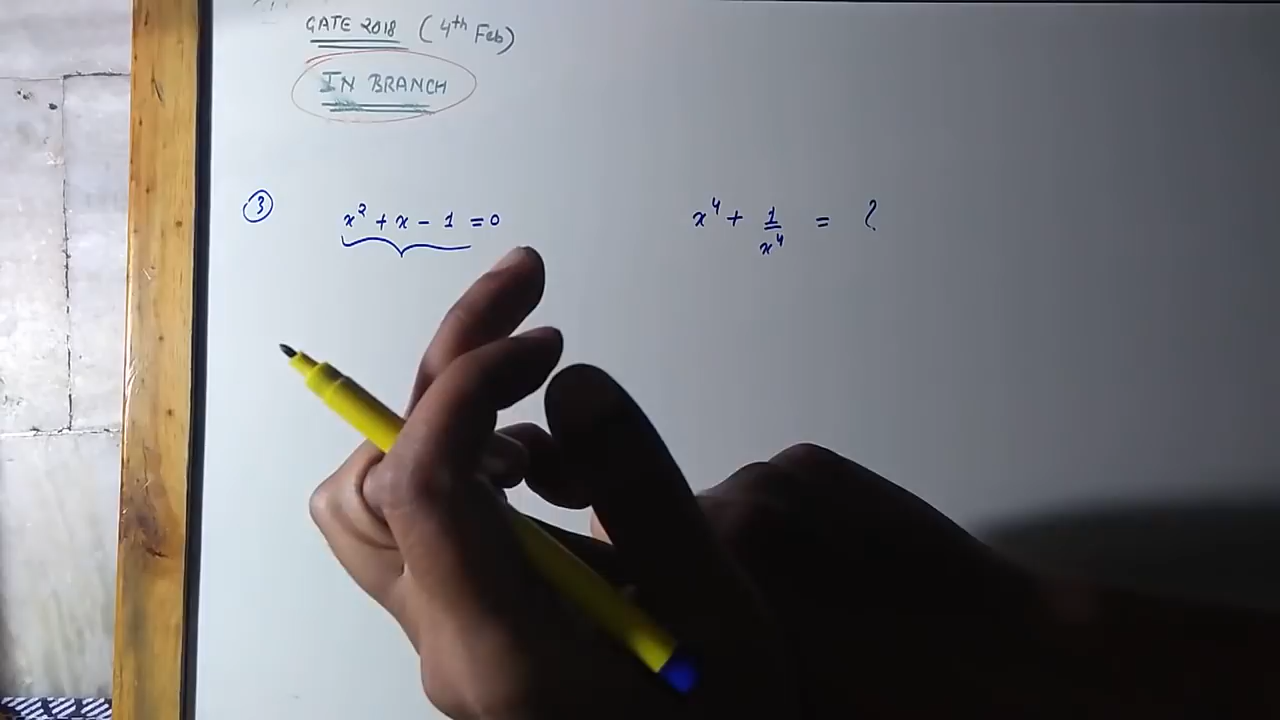 GATE 2018 (4th Feb)
IN BRANCH
③ x² + x - 1 = 0
x⁴ + 1/x⁴ = ?